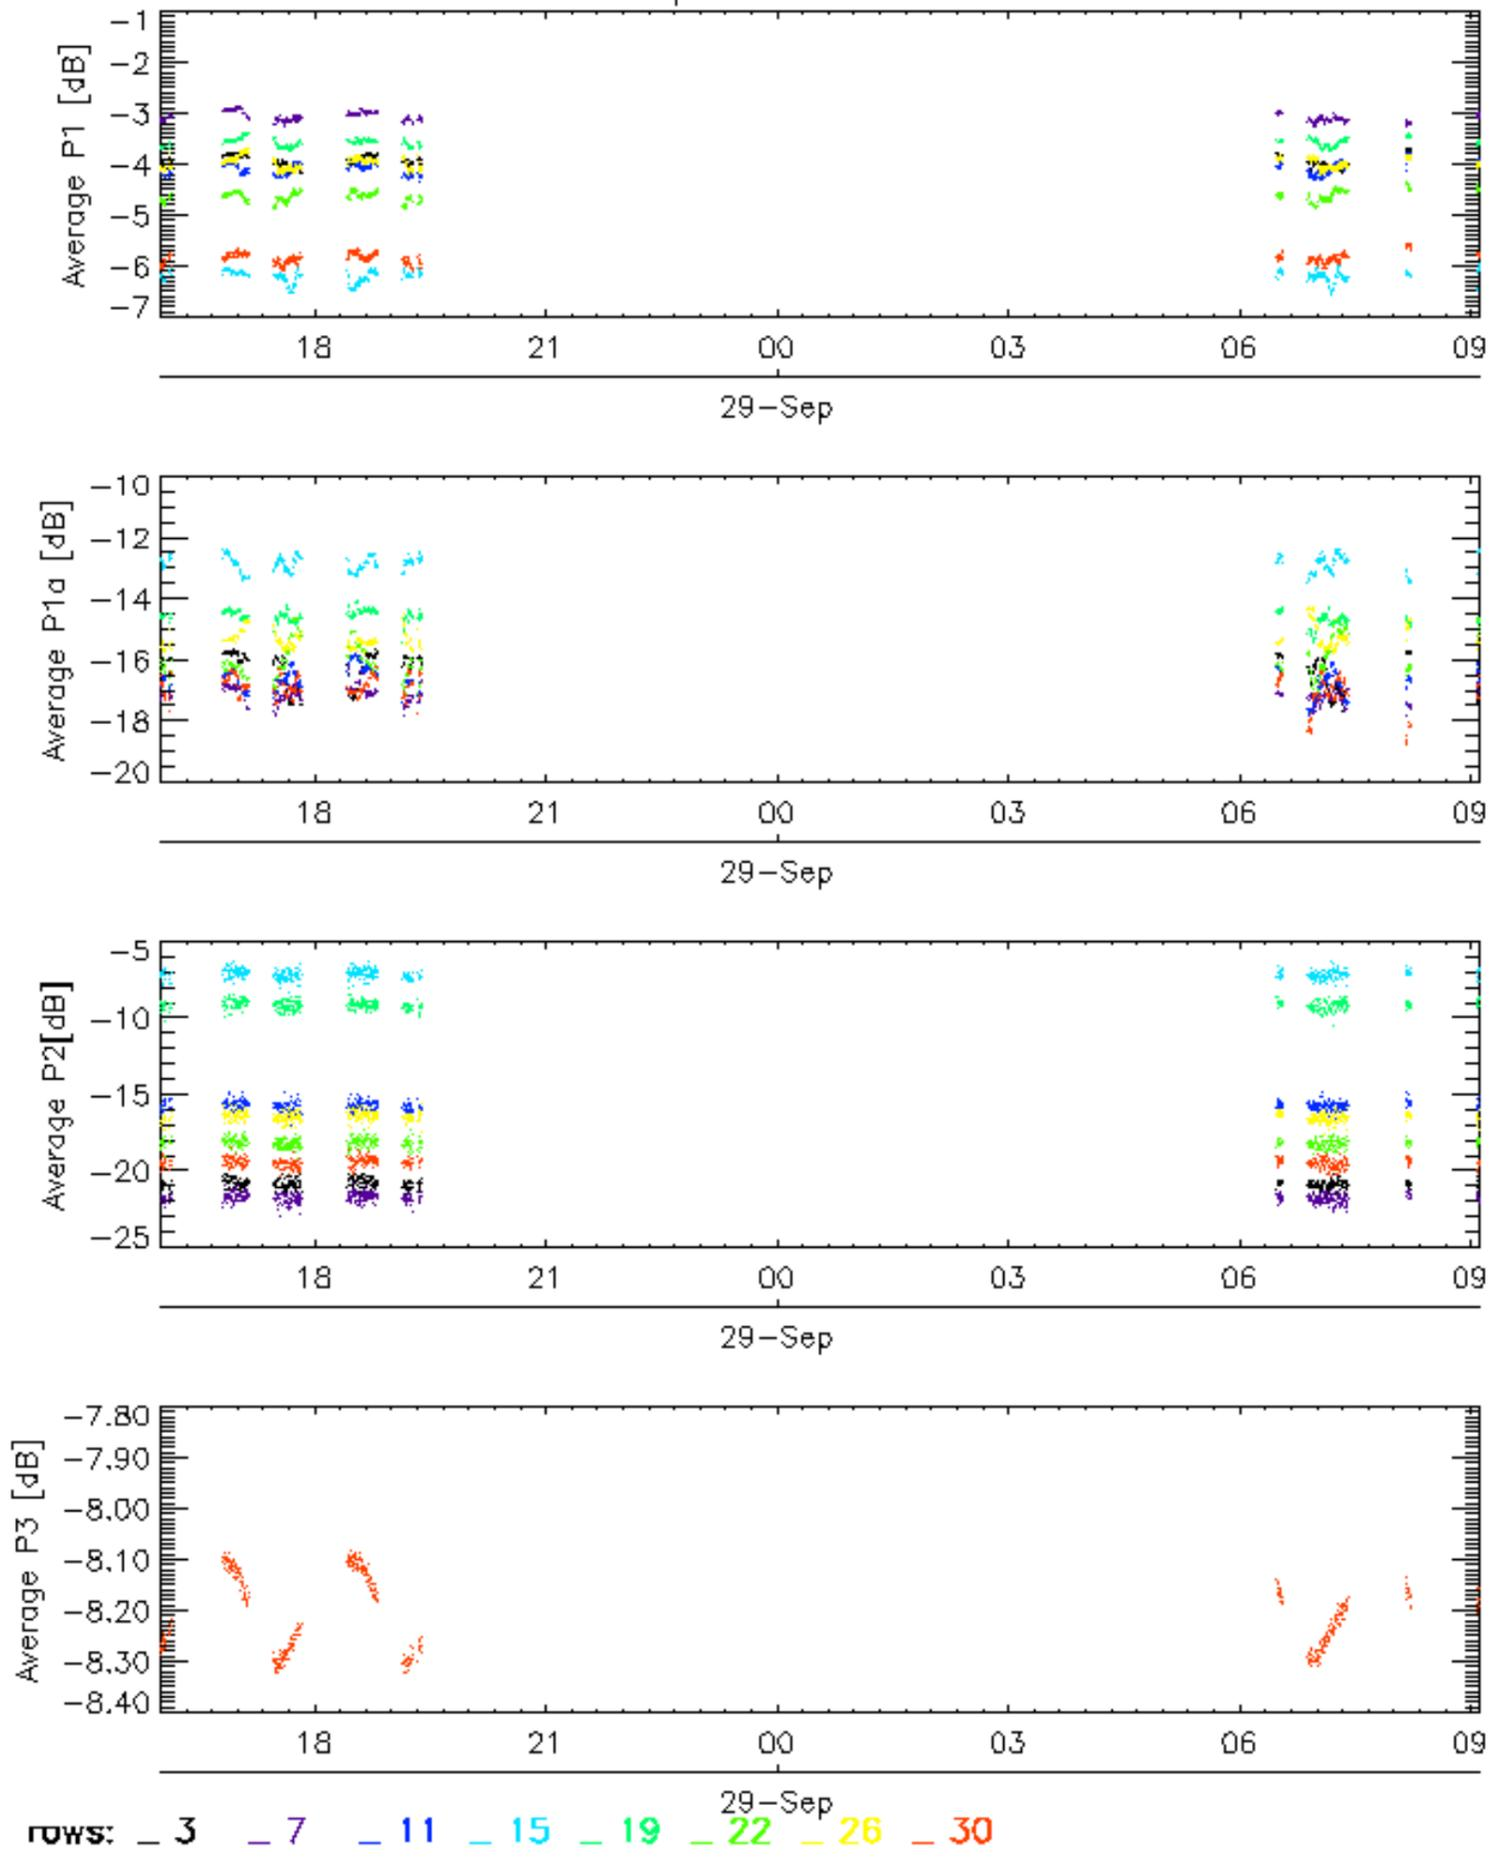 Average P1 [dB]
-1
-2
-3
-4
-5
-6
-7
18 21 00 03 06 09
29-Sep
Average P1a [dB]
-10
-12
-14
-16
-18
-20
18 21 00 03 06 09
29-Sep
Average P2[dB]
-5
-10
-15
-20
-25
18 21 00 03 06 09
29-Sep
Average P3 [dB]
-7.80
-7.90
-8.00
-8.10
-8.20
-8.30
-8.40
18 21 00 03 06 09
29-Sep
rows: _ 3 _ 7 _ 11 _ 15 _ 19 _ 22 _ 26 _ 30